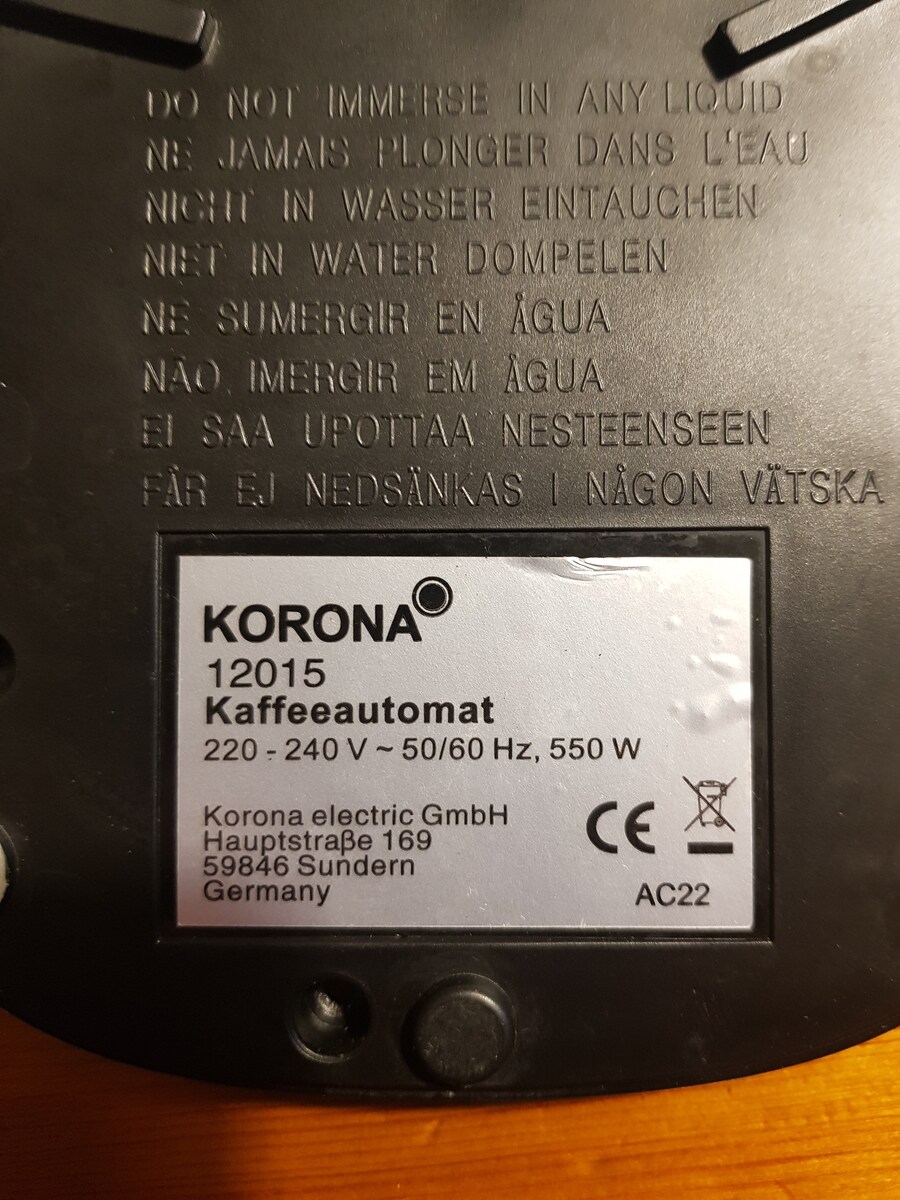 DO NOT IMMERSE IN ANY LIQUID
NE JAMAIS PLONGER DANS L'EAU
NICHT IN WASSER EINTAUCHEN
NIET IN WATER DOMPELEN
NE SUMERGIR EN ÅGUA
NÃO IMERGIR EM ÅGUA
EI SAA UPOTTAA NESTEENSEEN
FÅR EJ NEDSÄNKAS I NÅGON VÄTSKA
KORONA
12015
Kaffeeautomat
220 - 240 V ~ 50/60 Hz, 550 W
Korona electric GmbH
Hauptstraβe 169
59846 Sundern
Germany
CE
AC22